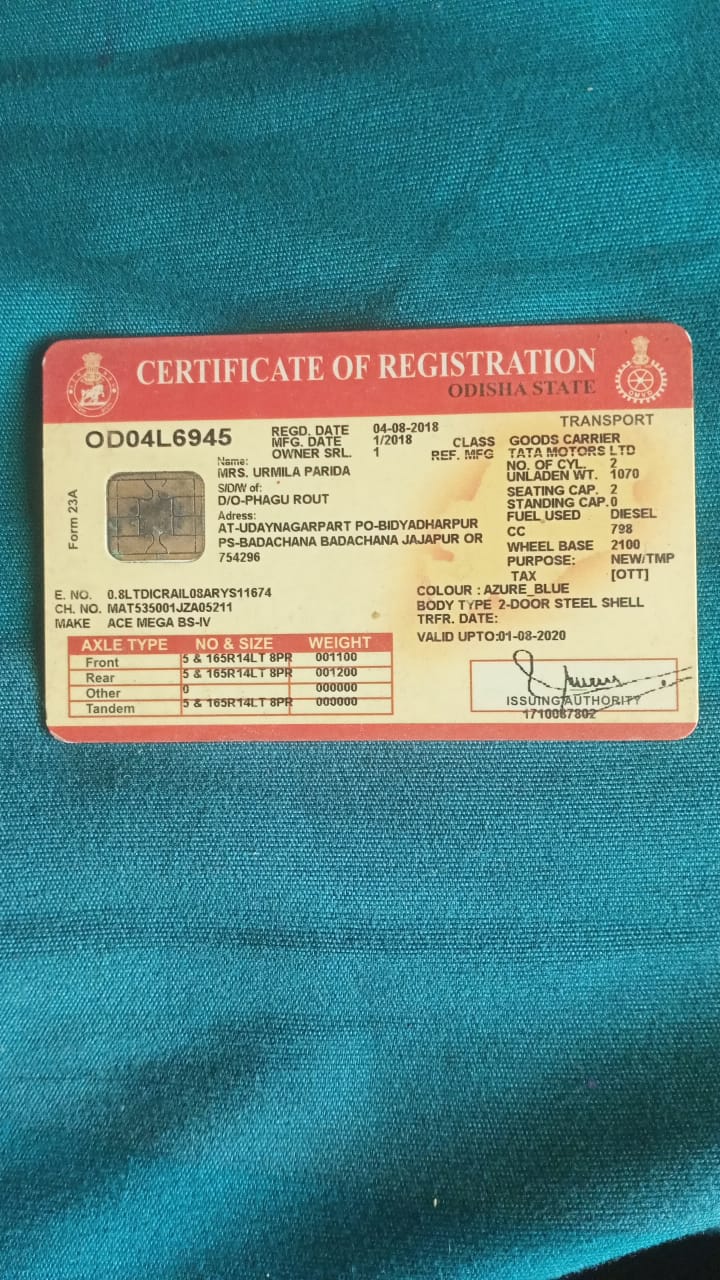 CERTIFICATE OF REGISTRATION
ODISHA STATE
TRANSPORT
OD04L6945
REGD. DATE 04-08-2018
MFG. DATE 1/2018
OWNER SRL. 1
CLASS GOODS CARRIER
REF. MFG TATA MOTORS LTD
NO. OF CYL. 2
UNLADEN WT. 1070
SEATING CAP. 2
STANDING CAP. 0
FUEL USED DIESEL
CC 798
WHEEL BASE 2100
PURPOSE: NEW/TMP
TAX [OTT]
Form 23A
Name:
MRS. URMILA PARIDA
S/D/W of:
D/O-PHAGU ROUT
Adress:
AT-UDAYNAGARPART PO-BIDYADHARPUR
PS-BADACHANA BADACHANA JAJAPUR OR
754296
E. NO. 0.8LTDICRAIL08ARYS11674
CH. NO. MAT535001JZA05211
MAKE ACE MEGA BS-IV
COLOUR : AZURE_BLUE
BODY TYPE 2-DOOR STEEL SHELL
TRFR. DATE:
VALID UPTO:01-08-2020
AXLE TYPE NO & SIZE WEIGHT
Front 5 & 165R14LT 8PR 001100
Rear 5 & 165R14LT 8PR 001200
Other 0 000000
Tandem 5 & 165R14LT 8PR 000000
ISSUING AUTHORITY
1710087802